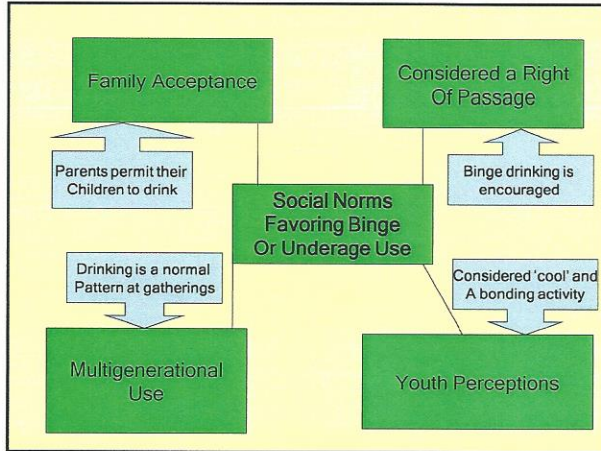 Family Acceptance
Considered a Right
Of Passage
Parents permit their
Children to drink
Binge drinking is
encouraged
Social Norms
Favoring Binge
Or Underage Use
Drinking is a normal
Pattern at gatherings
Considered 'cool' and
A bonding activity
Multigenerational
Use
Youth Perceptions